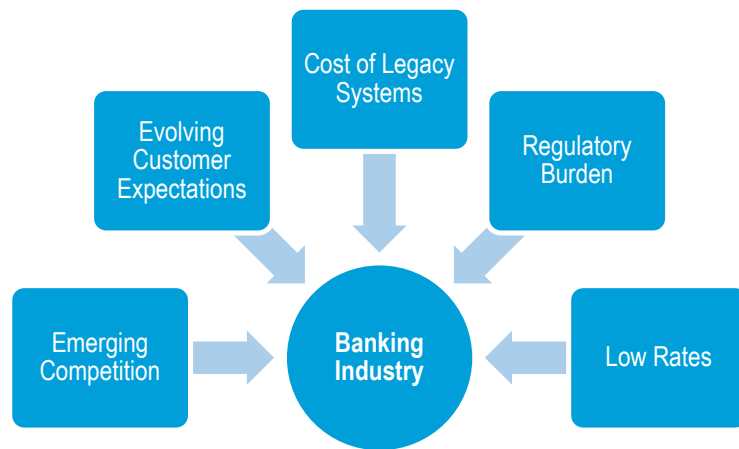 Cost of Legacy
Systems
Evolving
Customer
Expectations
Regulatory
Burden
Emerging
Competition
Banking
Industry
Low Rates